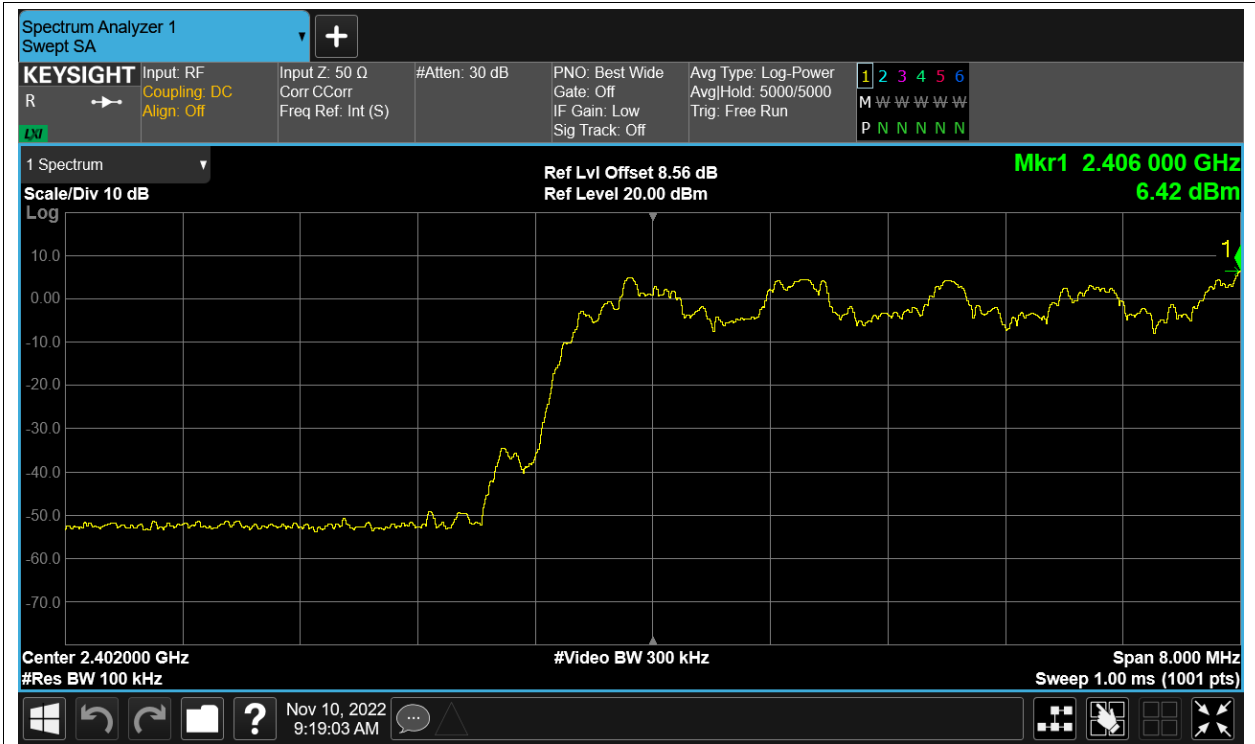 Spectrum Analyzer 1
Swept SA
KEYSIGHT
R
LXI
Input: RF
Coupling: DC
Align: Off
Input Z: 50 Ω
Corr CCorr
Freq Ref: Int (S)
#Atten: 30 dB
PNO: Best Wide
Gate: Off
IF Gain: Low
Sig Track: Off
Avg Type: Log-Power
Avg|Hold: 5000/5000
Trig: Free Run
1 2 3 4 5 6
M W W W W W
P N N N N N
1 Spectrum
Scale/Div 10 dB
Log
Ref Lvl Offset 8.56 dB
Ref Level 20.00 dBm
Mkr1 2.406 000 GHz
6.42 dBm
1
10.0
0.00
-10.0
-20.0
-30.0
-40.0
-50.0
-60.0
-70.0
Center 2.402000 GHz
#Res BW 100 kHz
#Video BW 300 kHz
Span 8.000 MHz
Sweep 1.00 ms (1001 pts)
?
Nov 10, 2022
9:19:03 AM